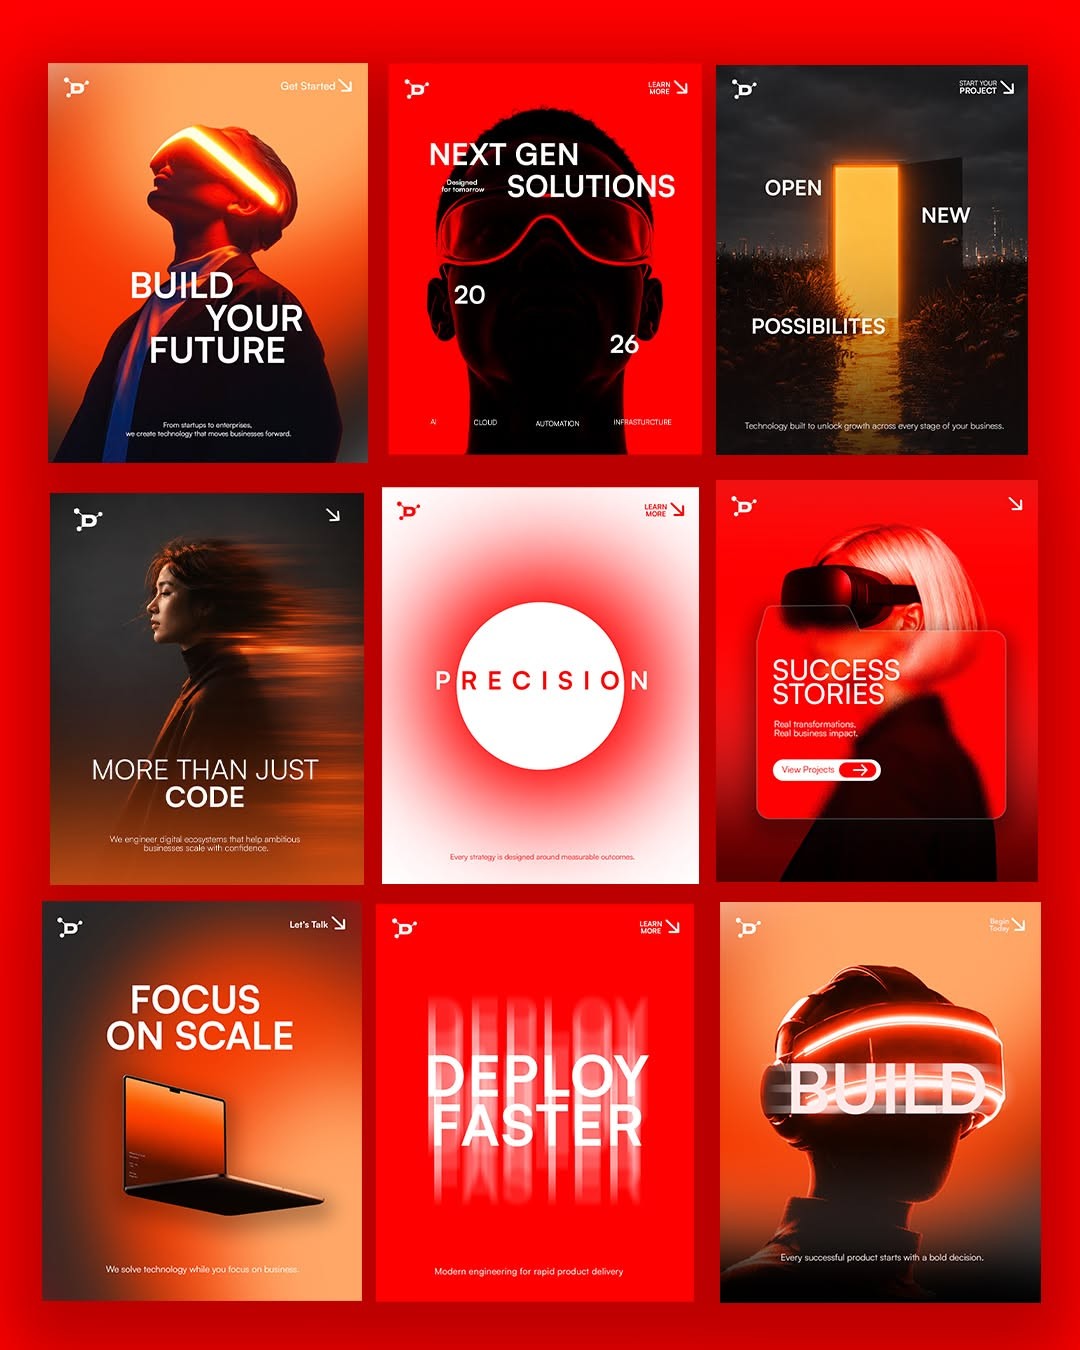 D
Get Started
BUILD
YOUR
FUTURE
From startups to enterprises,
we create technology that moves businesses forward.
D
LEARN
MORE
NEXT GEN
Designed
for tomorrow
SOLUTIONS
20
26
AI
CLOUD
AUTOMATION
INFRASTURCTURE
D
START YOUR
PROJECT
OPEN
NEW
POSSIBILITES
Technology built to unlock growth across every stage of your business.
D
MORE THAN JUST
CODE
We engineer digital ecosystems that help ambitious
businesses scale with confidence.
D
LEARN
MORE
PRECISION
Every strategy is designed around measurable outcomes.
D
SUCCESS
STORIES
Real transformations.
Real business impact.
View Projects
D
Let's Talk
FOCUS
ON SCALE
We solve technology while you focus on business.
D
LEARN
MORE
DEPLOY
DEPLOY
FASTER
FASTER
Modern engineering for rapid product delivery
D
Begin
Today
BUILD
Every successful product starts with a bold decision.